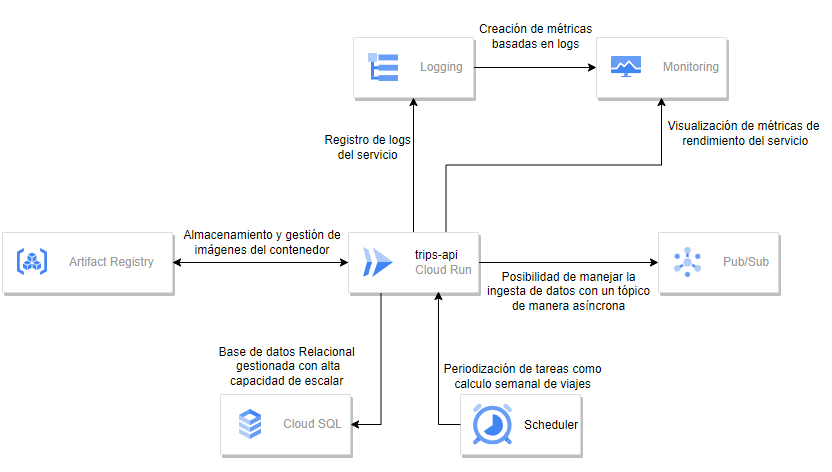 Creación de métricas
basadas en logs
Logging
Monitoring
Registro de logs
del servicio
Visualización de métricas de
rendimiento del servicio
Almacenamiento y gestión de
imágenes del contenedor
Artifact Registry
trips-api
Cloud Run
Pub/Sub
Posibilidad de manejar la
ingesta de datos con un tópico
de manera asíncrona
Base de datos Relacional
gestionada con alta
capacidad de escalar
Periodización de tareas como
calculo semanal de viajes
Cloud SQL
Scheduler